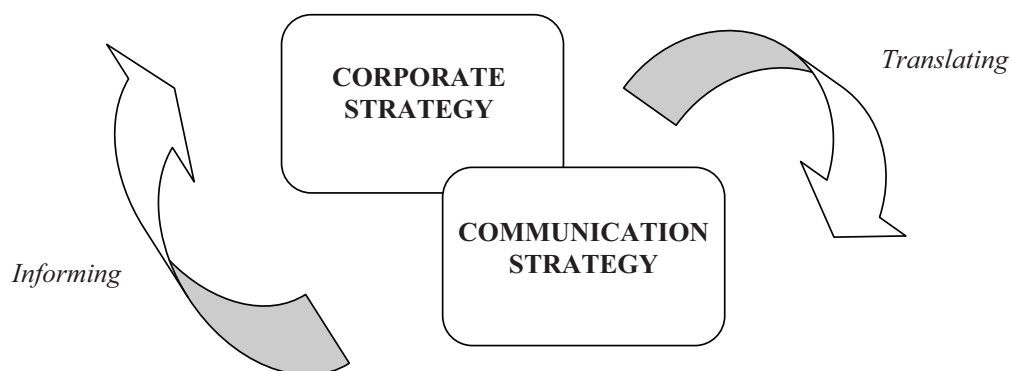 Translating
CORPORATE
STRATEGY
COMMUNICATION
STRATEGY
Informing